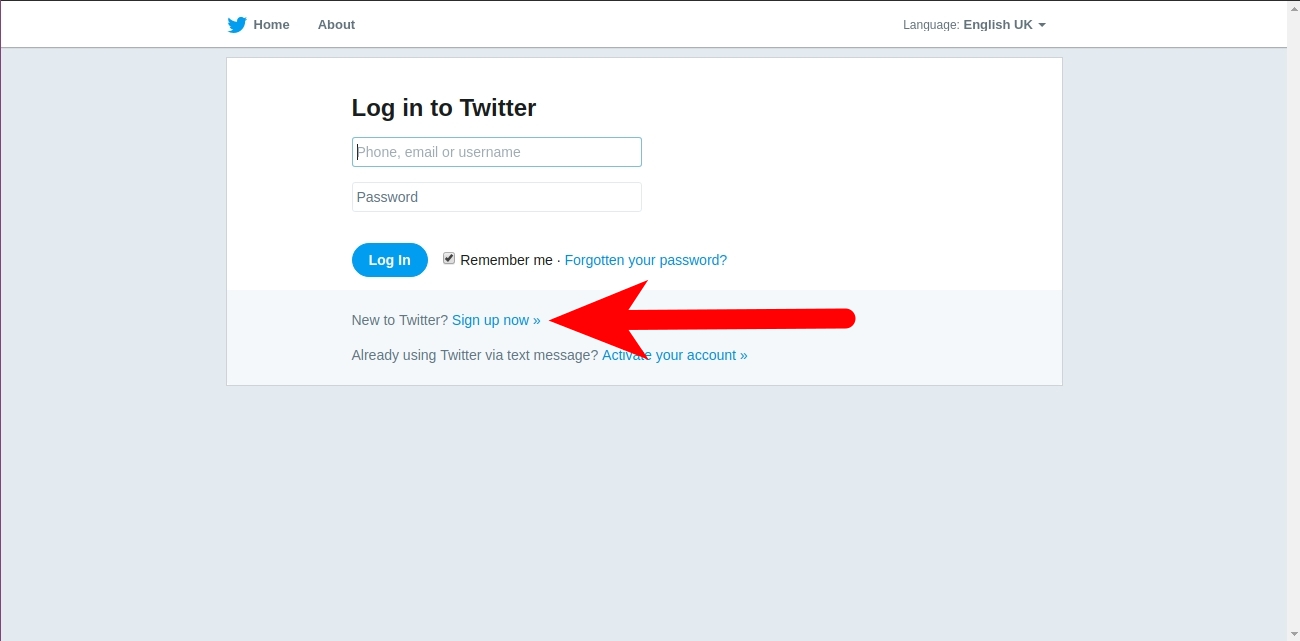 Home About Language: English UK
Log in to Twitter
Phone, email or username
Password
Log In Remember me · Forgotten your password?
New to Twitter? Sign up now »
Already using Twitter via text message? Activate your account »